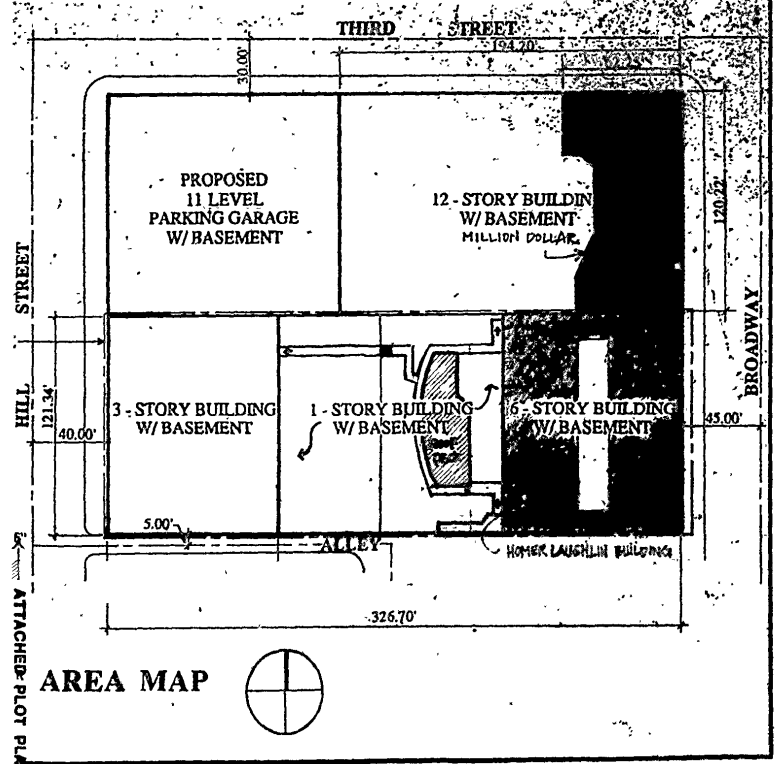 THIRD STREET
194.20'
30.00'
PROPOSED
11 LEVEL
PARKING GARAGE
W/ BASEMENT
12 - STORY BUILDIN
W/ BASEMENT
MILLION DOLLAR
120.22'
HILL STREET
BROADWAY
121.34'
40.00'
3 - STORY BUILDING
W/ BASEMENT
1 - STORY BUILDING
W/ BASEMENT
6 - STORY BUILDING
W/ BASEMENT
45.00'
5.00'
ALLEY
HOMER LAUGHLIN BUILDING
326.70'
AREA MAP
ATTACHED PLOT PLA